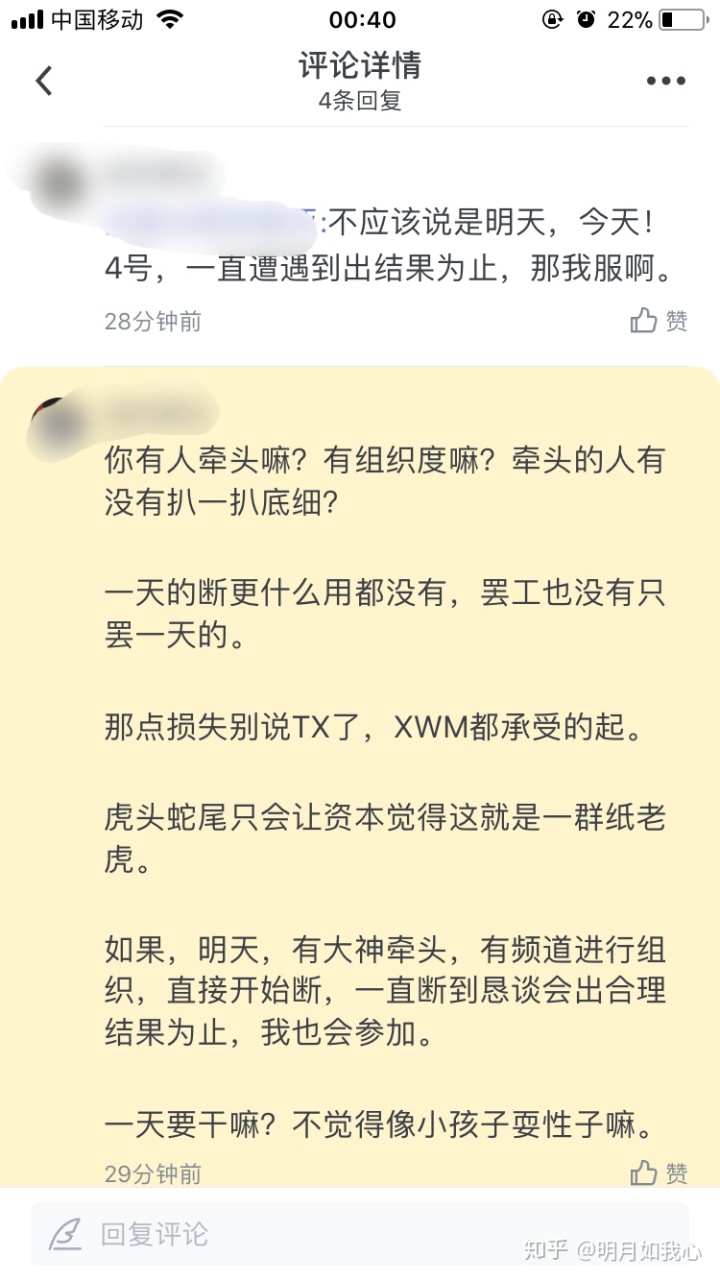 中国移动
00:40
22%
评论详情
4条回复
:不应该说是明天，今天！
4号，一直遭遇到出结果为止，那我服啊。
28分钟前
赞
你有人牵头嘛？有组织度嘛？牵头的人有
没有扒一扒底细？
一天的断更什么用都没有，罢工也没有只
罢一天的。
那点损失别说TX了，XWM都承受的起。
虎头蛇尾只会让资本觉得这就是一群纸老
虎。
如果，明天，有大神牵头，有频道进行组
织，直接开始断，一直断到恳谈会出合理
结果为止，我也会参加。
一天要干嘛？不觉得像小孩子耍性子嘛。
29分钟前
赞
回复评论
知乎 @明月如我心